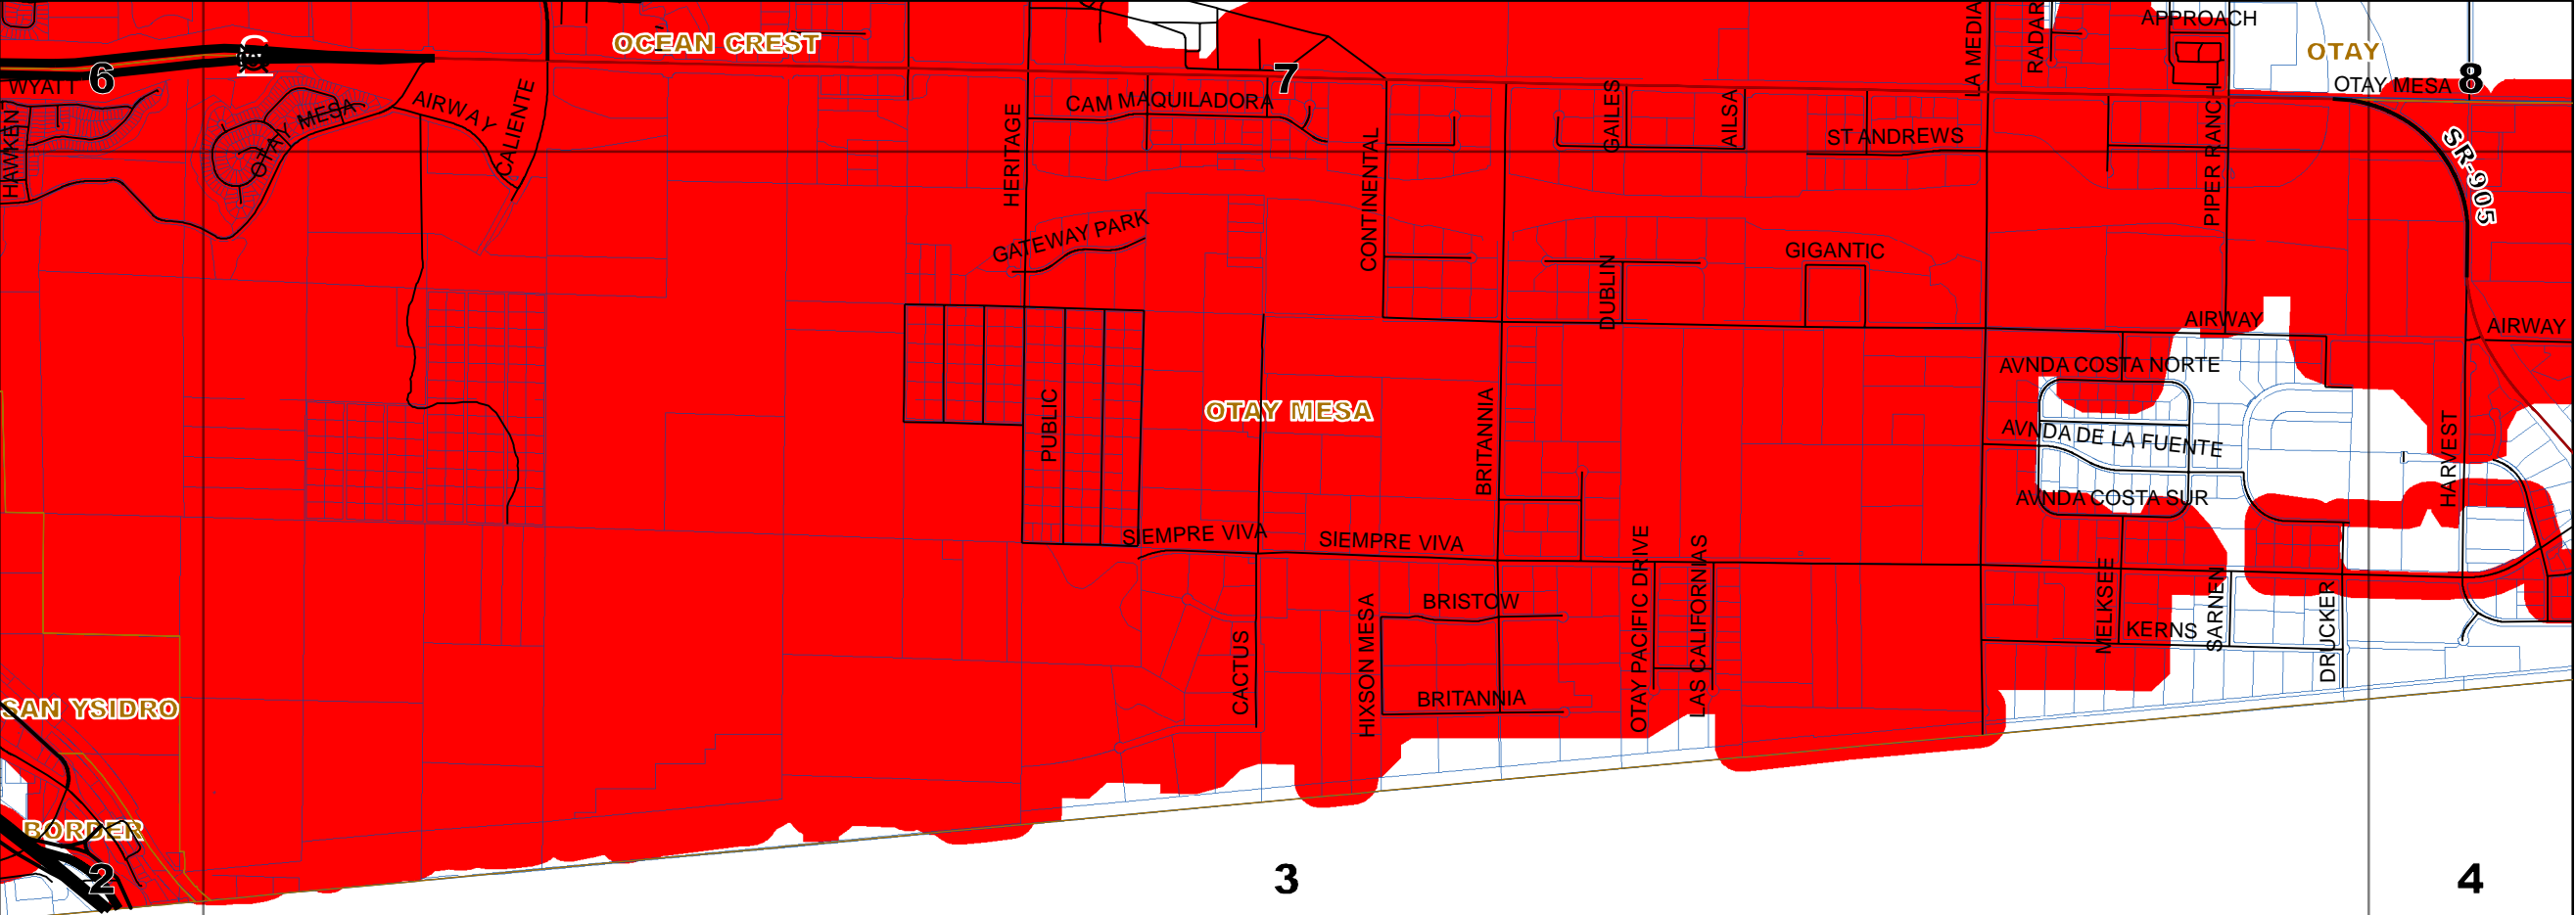 APPROACH
LA MEDIA
RADAR
OCEAN CREST
OTAY
6
7
8
WYATT
OTAY MESA
OTAY MESA
AIRWAY
CALIENTE
HAWKEN
HERITAGE
CAM MAQUILADORA
CONTINENTAL
GAILES
AILSA
ST ANDREWS
PIPER RANCH
SR-905
GATEWAY PARK
DUBLIN
GIGANTIC
AIRWAY
AIRWAY
AVNDA COSTA NORTE
PUBLIC
OTAY MESA
BRITANNIA
AVNDA DE LA FUENTE
HARVEST
AVNDA COSTA SUR
SIEMPRE VIVA
SIEMPRE VIVA
OTAY PACIFIC DRIVE
LAS CALIFORNIAS
MELKSEE
SARNEN
DRUCKER
BRISTOW
KERNS
CACTUS
HIXSON MESA
BRITANNIA
SAN YSIDRO
BORDER
2
3
4